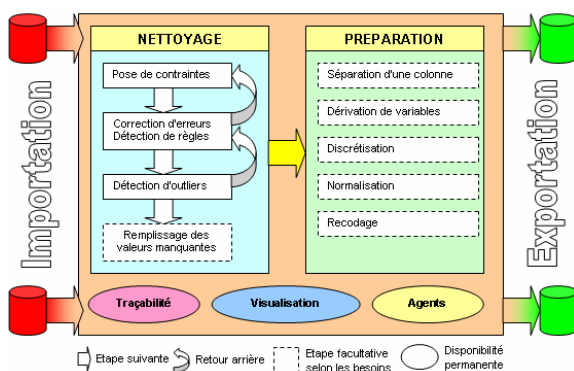 NETTOYAGE
Pose de contraintes
Correction d'erreurs
Détection de règles
Détection d'outliers
Remplissage des
valeurs manquantes
PREPARATION
Séparation d'une colonne
Dérivation de variables
Discrétisation
Normalisation
Recodage
Importation
Exportation
Traçabilité
Visualisation
Agents
Etape suivante
Retour arrière
Etape facultative
selon les besoins
Disponibilité
permanente